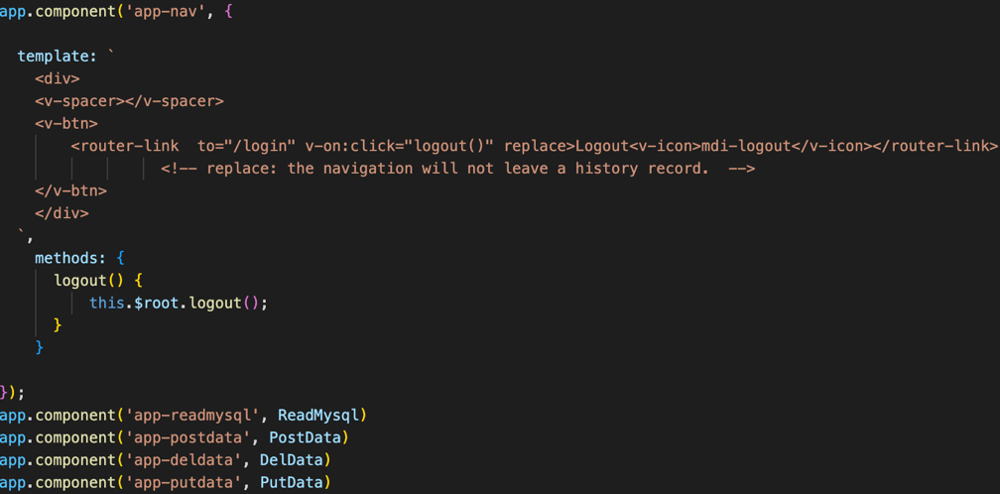 app.component('app-nav', {
template: `
<div>
<v-spacer></v-spacer>
<v-btn>
<router-link  to="/login" v-on:click="logout()" replace>Logout<v-icon>mdi-logout</v-icon></router-link>
<!-- replace: the navigation will not leave a history record.  -->
</v-btn>
</div>
`,
methods: {
logout() {
this.$root.logout();
}
}
});
app.component('app-readmysql', ReadMysql)
app.component('app-postdata', PostData)
app.component('app-deldata', DelData)
app.component('app-putdata', PutData)